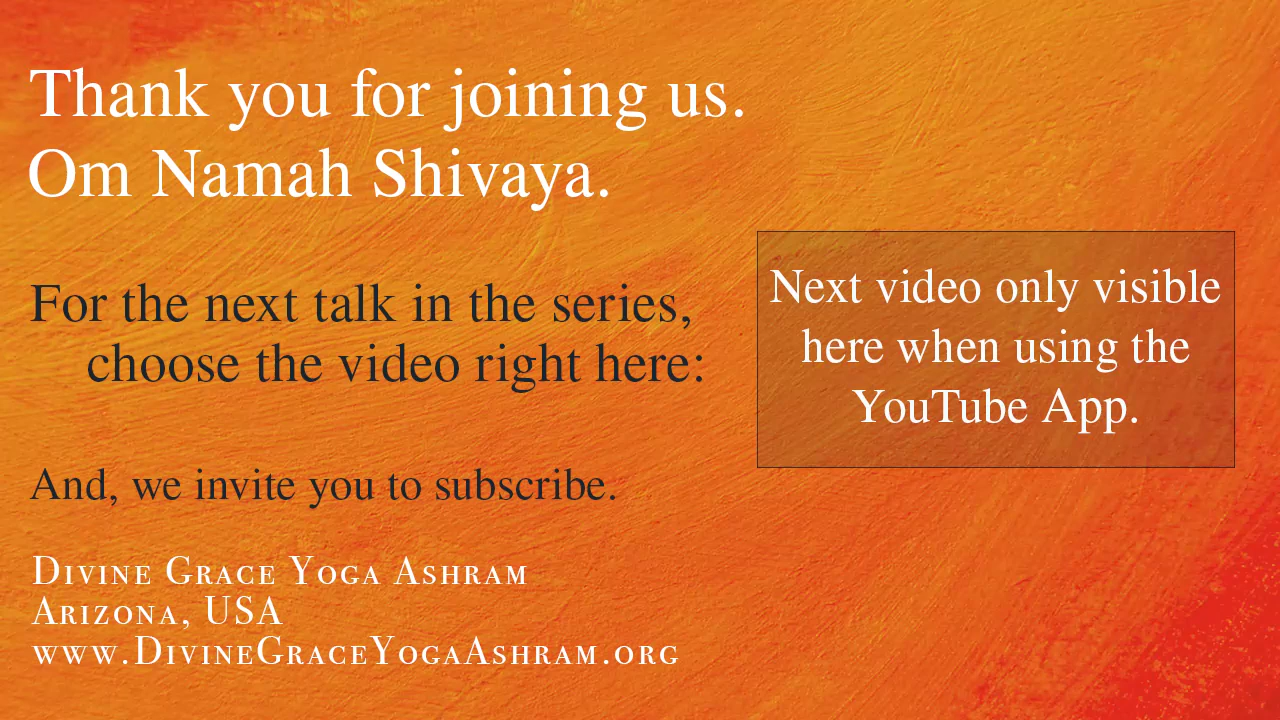 Thank you for joining us.
Om Namah Shivaya.
For the next talk in the series,
choose the video right here:
Next video only visible
here when using the
YouTube App.
And, we invite you to subscribe.
Divine Grace Yoga Ashram
Arizona, USA
www.DivineGraceYogaAshram.org